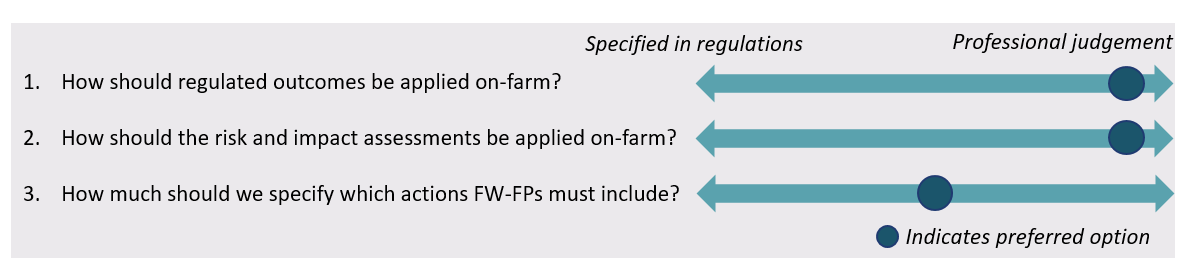 Specified in regulations
Professional judgement
1. How should regulated outcomes be applied on-farm?
2. How should the risk and impact assessments be applied on-farm?
3. How much should we specify which actions FW-FPs must include?
Indicates preferred option